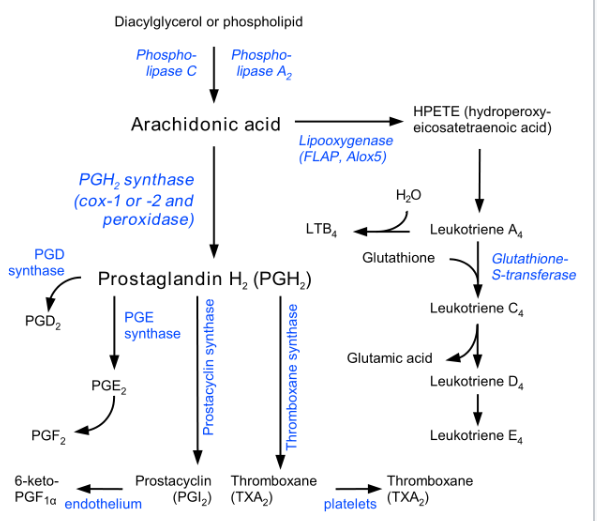 Diacylglycerol or phospholipid
Phospho-
lipase C
Phospho-
lipase A2
Arachidonic acid
HPETE (hydroperoxy-
eicosatetraenoic acid)
Lipooxygenase
(FLAP, Alox5)
PGH2 synthase
(cox-1 or -2 and
peroxidase)
H2O
LTB4
Leukotriene A4
Glutathione
Glutathione-
S-transferase
PGD
synthase
Prostaglandin H2 (PGH2)
PGD2
PGE
synthase
Prostacyclin synthase
Thromboxane synthase
Leukotriene C4
Glutamic acid
PGE2
Leukotriene D4
PGF2
Leukotriene E4
6-keto-
PGF1α
endothelium
Prostacyclin
(PGI2)
Thromboxane
(TXA2)
platelets
Thromboxane
(TXA2)